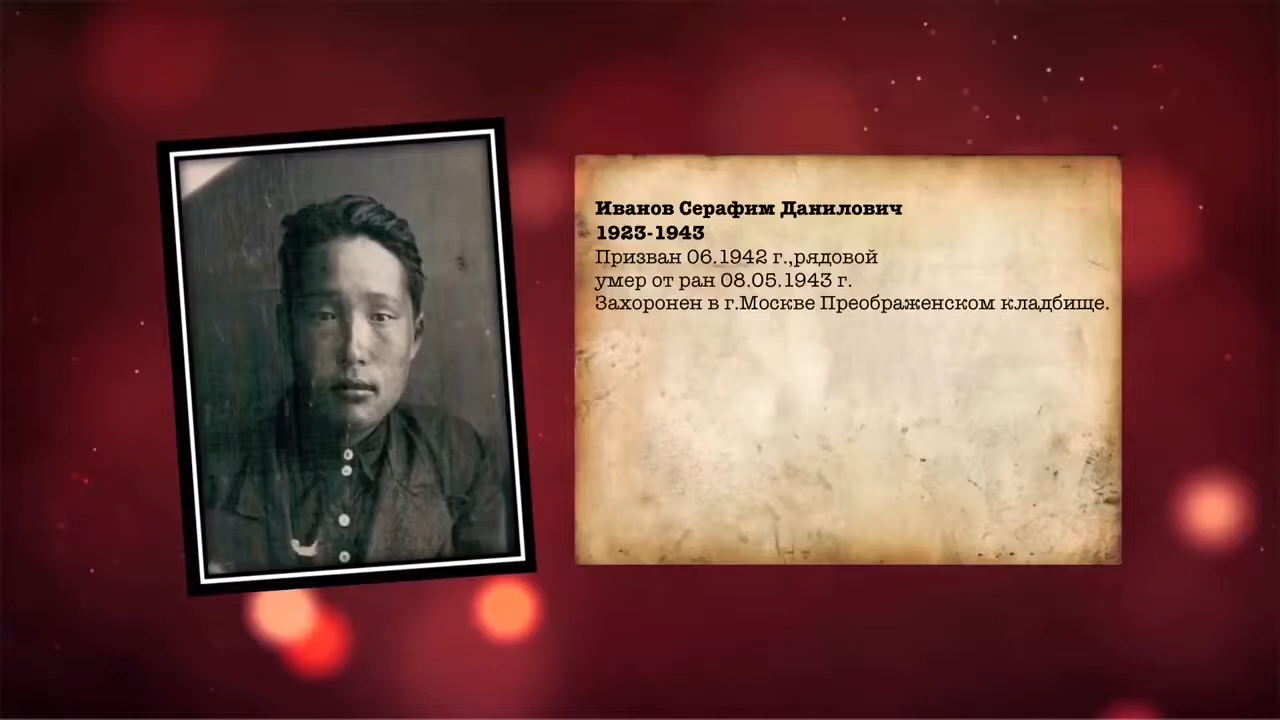 Иванов Серафим Данилович
1923-1943
Призван 06.1942 г.,рядовой
умер от ран 08.05.1943 г.
Захоронен в г.Москве Преображенском кладбище.